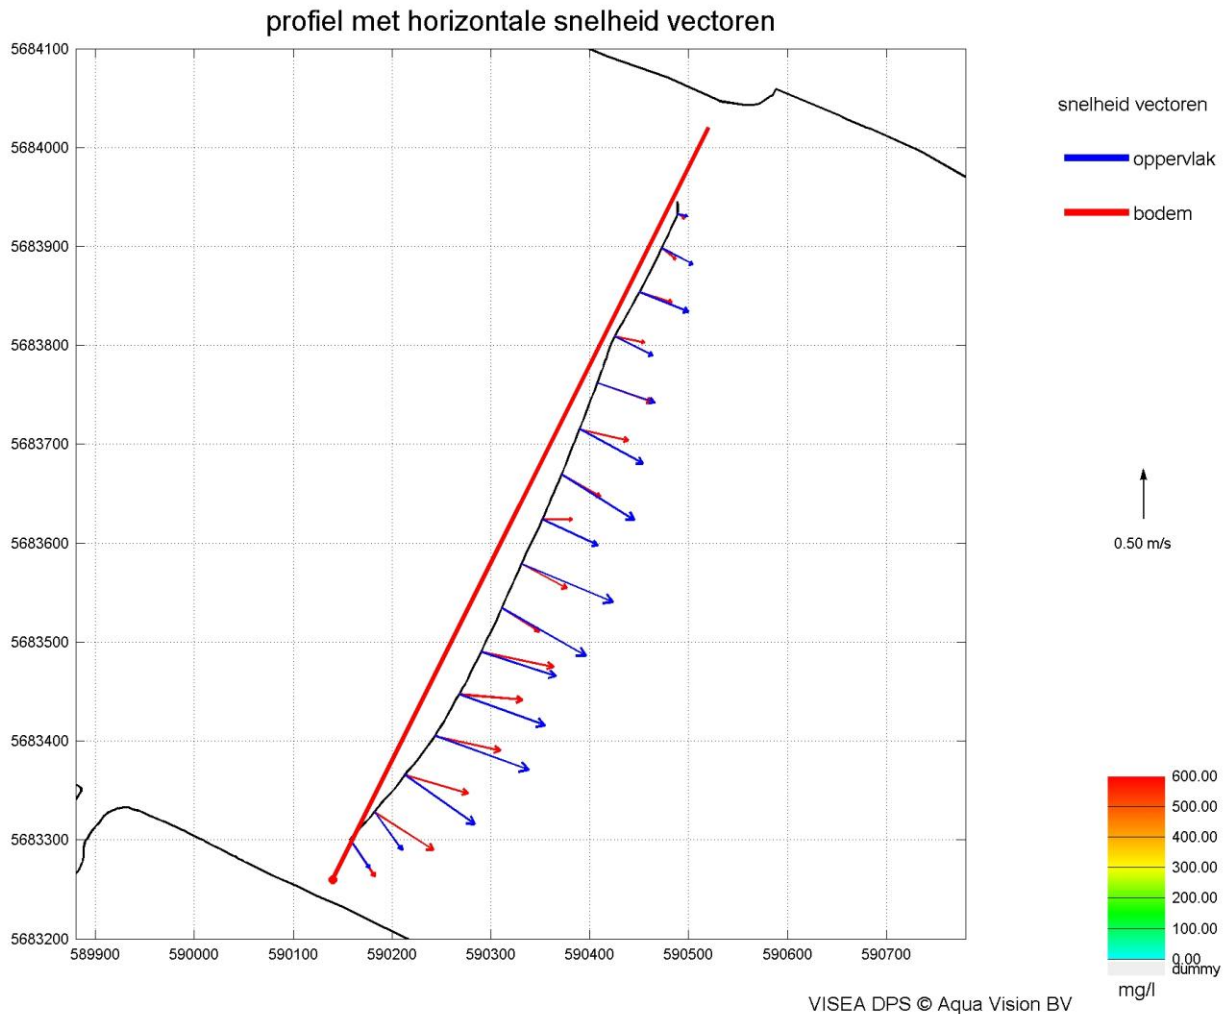 profiel met horizontale snelheid vectoren
5684100
5684000
5683900
5683800
5683700
5683600
5683500
5683400
5683300
5683200
589900 590000 590100 590200 590300 590400 590500 590600 590700
snelheid vectoren
oppervlak
bodem
0.50 m/s
600.00
500.00
400.00
300.00
200.00
100.00
0.00
dummy
mg/l
VISEA DPS © Aqua Vision BV